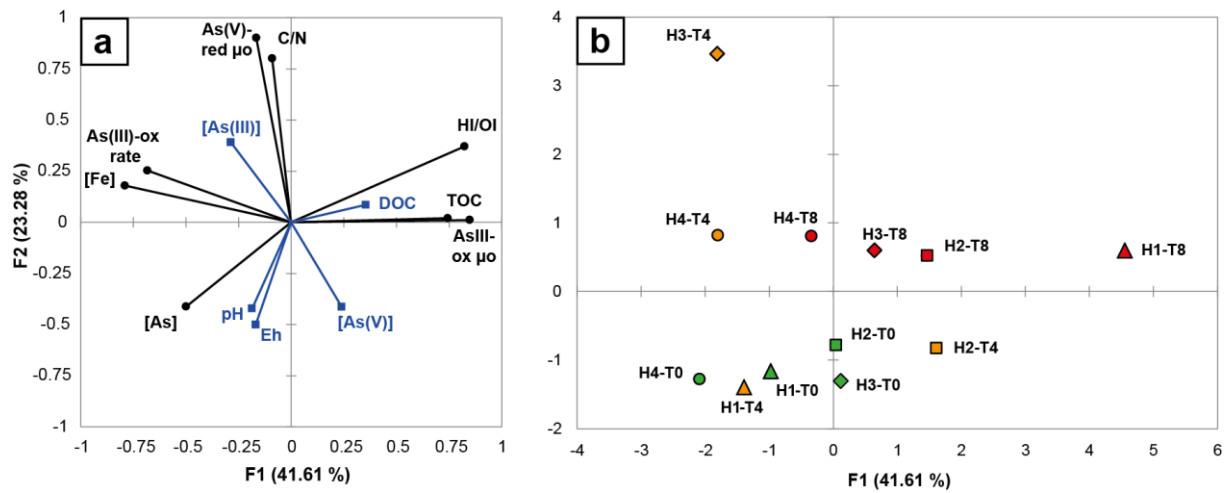 a
As(V)-
red µo
C/N
[As(III)]
As(III)-ox
rate
[Fe]
HI/OI
DOC
TOC
AsIII-
ox µo
[As]
pH
Eh
[As(V)]
F2 (23.28 %)
1
0.75
0.5
0.25
0
-0.25
-0.5
-0.75
-1
-1
-0.75
-0.5
-0.25
0
0.25
0.5
0.75
1
F1 (41.61 %)
b
H3-T4
H4-T4
H4-T8
H3-T8
H2-T8
H1-T8
H2-T0
H2-T4
H4-T0
H1-T4
H1-T0
H3-T0
4
3
2
1
0
-1
-2
-4
-3
-2
-1
0
1
2
3
4
5
6
F1 (41.61 %)